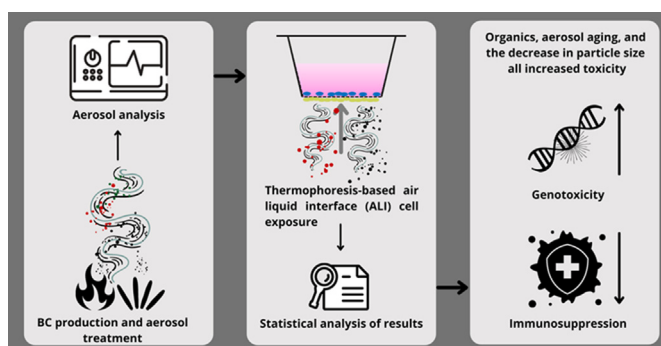 Aerosol analysis
BC production and aerosol
treatment
Thermophoresis-based air
liquid interface (ALI) cell
exposure
Statistical analysis of results
Organics, aerosol aging, and
the decrease in particle size
all increased toxicity
Genotoxicity
Immunosuppression